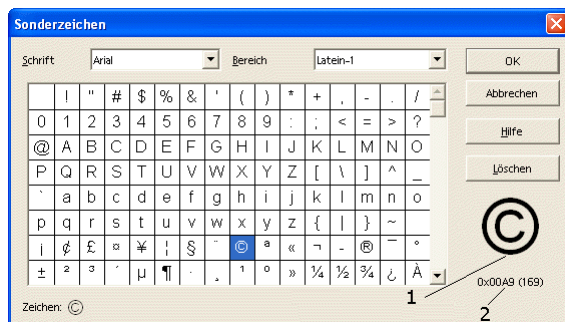 Sonderzeichen
Schrift Arial Bereich Latein-1 OK
! " # $ % & ' ( ) * + , - . /
Abbrechen
0 1 2 3 4 5 6 7 8 9 : ; < = > ?
Hilfe
@ A B C D E F G H I J K L M N O
P Q R S T U V W X Y Z [ \ ] ^ _
Löschen
` a b c d e f g h i j k l m n o
p q r s t u v w x y z { | } ~
¡ ¢ £ ¤ ¥ ¦ § ¨ © ª « ¬ - ® ¯ °
©
± ² ³ ´ µ ¶ · ¸ ¹ º » ¼ ½ ¾ ¿ À
0x00A9 (169)
1
2
Zeichen: ©